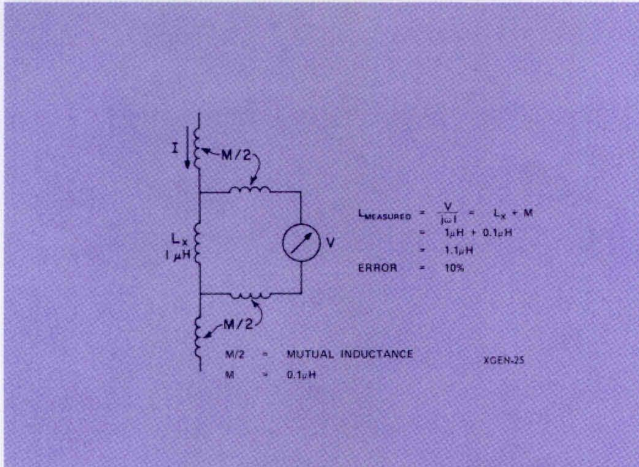 I
M/2
Lx
1 μH
V
LMEASURED = V/jωI = Lx + M
= 1μH + 0.1μH
= 1.1μH
ERROR = 10%
M/2
M/2 = MUTUAL INDUCTANCE
M = 0.1μH
XGEN-25